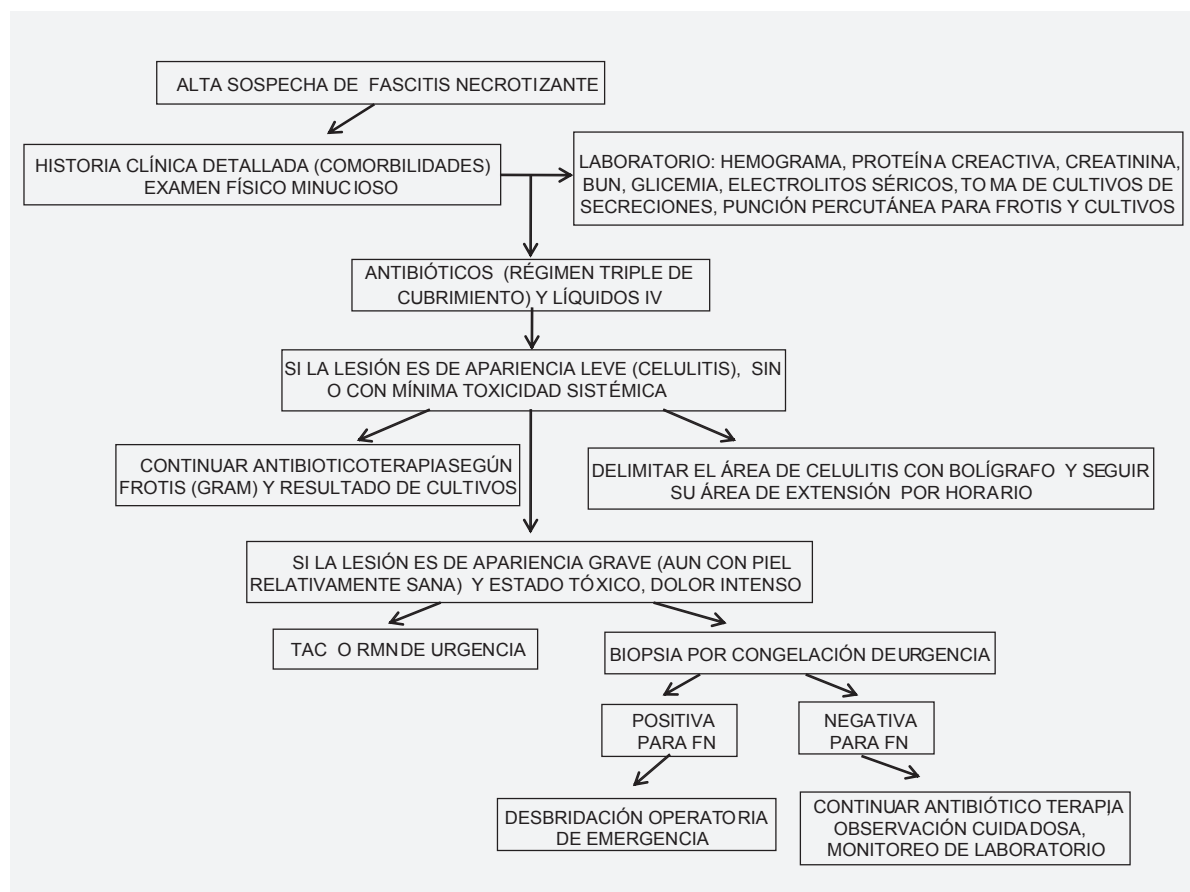 ALTA SOSPECHA DE FASCITIS NECROTIZANTE
HISTORIA CLÍNICA DETALLADA (COMORBILIDADES)
EXAMEN FÍSICO MINUCIOSO
LABORATORIO: HEMOGRAMA, PROTEÍNA CREACTIVA, CREATININA,
BUN, GLICEMIA, ELECTROLITOS SÉRICOS, TO MA DE CULTIVOS DE
SECRECIONES, PUNCIÓN PERCUTÁNEA PARA FROTIS Y CULTIVOS
ANTIBIÓTICOS (RÉGIMEN TRIPLE DE
CUBRIMIENTO) Y LÍQUIDOS IV
SI LA LESIÓN ES DE APARIENCIA LEVE (CELULITIS), SIN
O CON MÍNIMA TOXICIDAD SISTÉMICA
CONTINUAR ANTIBIOTICOTERAPIASEGÚN
FROTIS (GRAM) Y RESULTADO DE CULTIVOS
DELIMITAR EL ÁREA DE CELULITIS CON BOLÍGRAFO Y SEGUIR
SU ÁREA DE EXTENSIÓN POR HORARIO
SI LA LESIÓN ES DE APARIENCIA GRAVE (AUN CON PIEL
RELATIVAMENTE SANA) Y ESTADO TÓXICO, DOLOR INTENSO
TAC O RMNDE URGENCIA
BIOPSIA POR CONGELACIÓN DEURGENCIA
POSITIVA
PARA FN
NEGATIVA
PARA FN
DESBRIDACIÓN OPERATORIA
DE EMERGENCIA
CONTINUAR ANTIBIÓTICO TERAPIA,
OBSERVACIÓN CUIDADOSA,
MONITOREO DE LABORATORIO